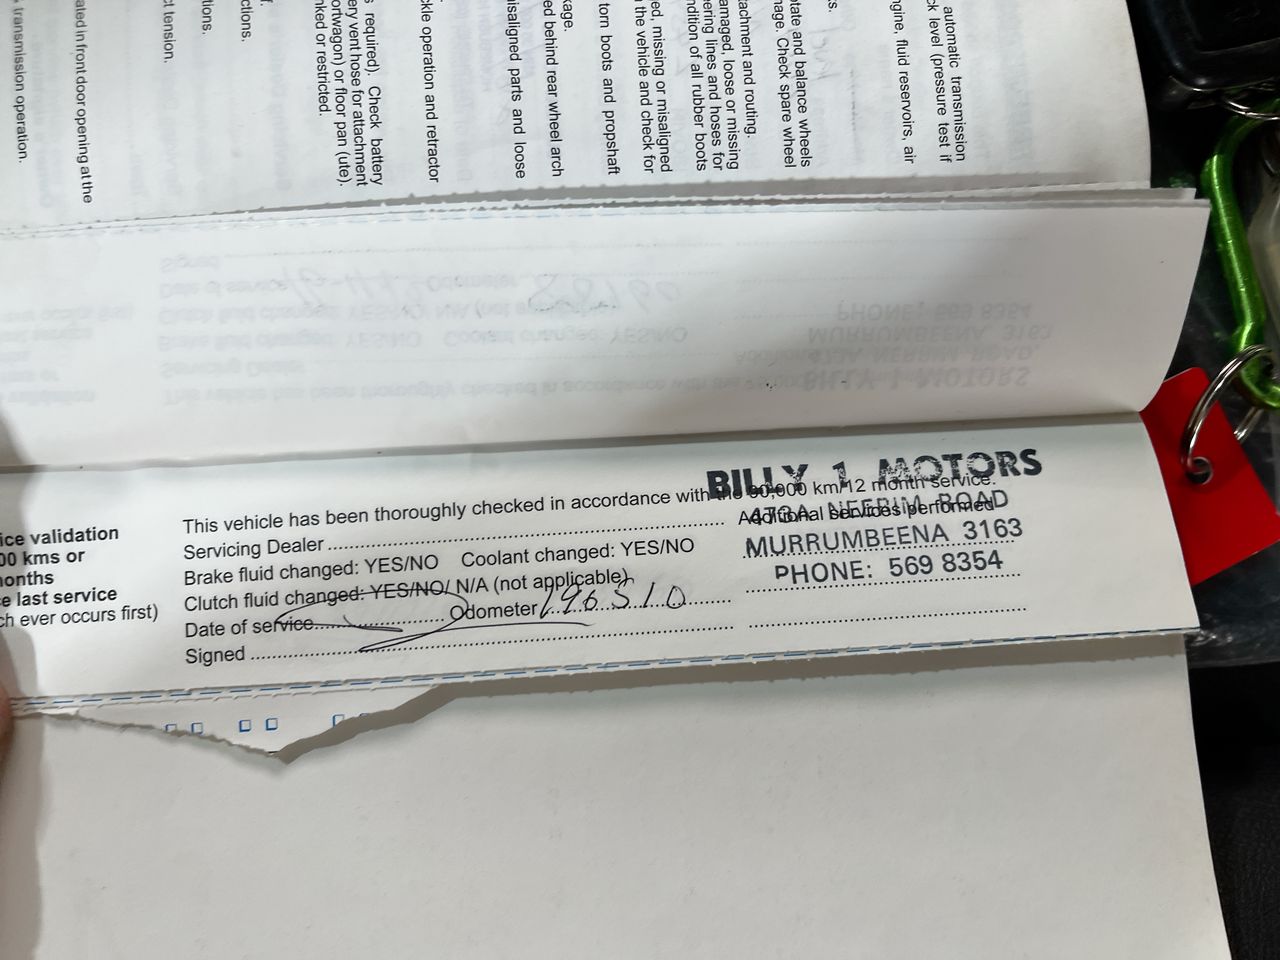 automatic transmission
k level (pressure test if
ngine, fluid reservoirs, air
ks.
otate and balance wheels
mage. Check spare wheel
tachment and routing.
amaged, loose or missing
ering lines and hoses for
ndition of all rubber boots
ed, missing or misaligned
the vehicle and check for
torn boots and propshaft
kage.
ed behind rear wheel arch
isaligned parts and loose
kle operation and retractor
s required). Check battery
ery vent hose for attachment
ortwagon) or floor pan (ute).
nked or restricted.
f.
ctions.
tions.
ct tension.
ated in front door opening at the
transmission operation.
ice validation
00 kms or
onths
e last service
ch ever occurs first)
This vehicle has been thoroughly checked in accordance with the 90,000 km/12 month service.
Servicing Dealer
Additional services performed
Brake fluid changed: YES/NO Coolant changed: YES/NO
Clutch fluid changed: YES/NO/ N/A (not applicable)
Date of service Odometer 196510
Signed
BILLY 1 MOTORS
473A NEERIM ROAD
MURRUMBEENA 3163
PHONE: 569 8354